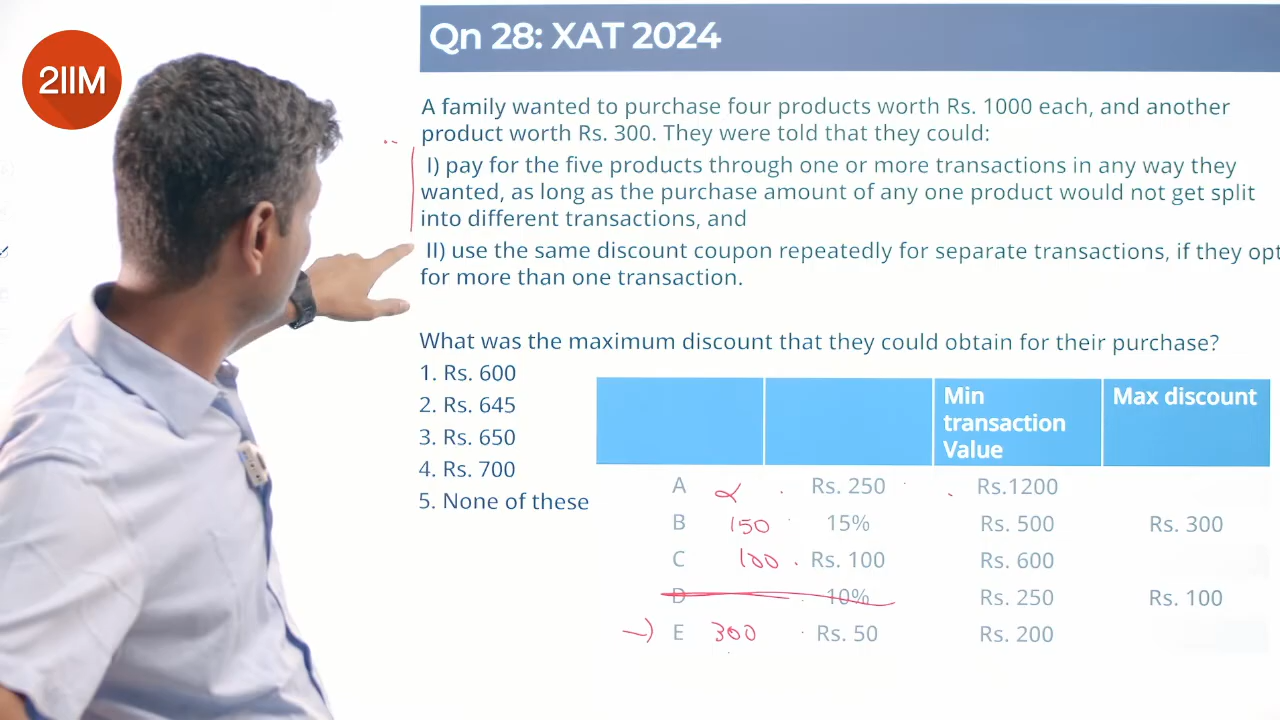 2IIM
Qn 28: XAT 2024
A family wanted to purchase four products worth Rs. 1000 each, and another
product worth Rs. 300. They were told that they could:
I) pay for the five products through one or more transactions in any way they
wanted, as long as the purchase amount of any one product would not get split
into different transactions, and
II) use the same discount coupon repeatedly for separate transactions, if they opt
for more than one transaction.
What was the maximum discount that they could obtain for their purchase?
1. Rs. 600
2. Rs. 645
3. Rs. 650
4. Rs. 700
5. None of these
Min
transaction
Value
Max discount
A Rs. 250 Rs.1200
B 150 15% Rs. 500 Rs. 300
C 100 Rs. 100 Rs. 600
D 10% Rs. 250 Rs. 100
E 300 Rs. 50 Rs. 200